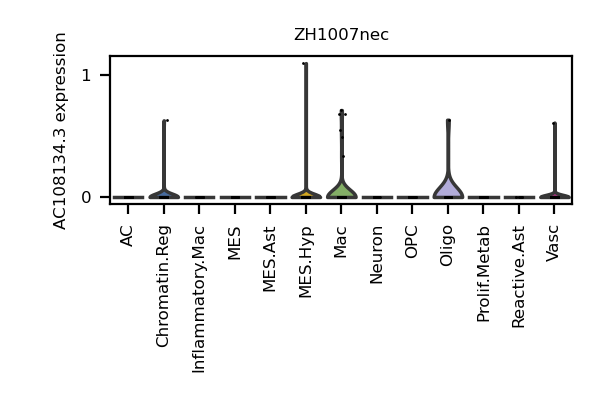 ZH1007nec
AC108134.3 expression
1
0
AC
Chromatin.Reg
Inflammatory.Mac
MES
MES.Ast
MES.Hyp
Mac
Neuron
OPC
Oligo
Prolif.Metab
Reactive.Ast
Vasc